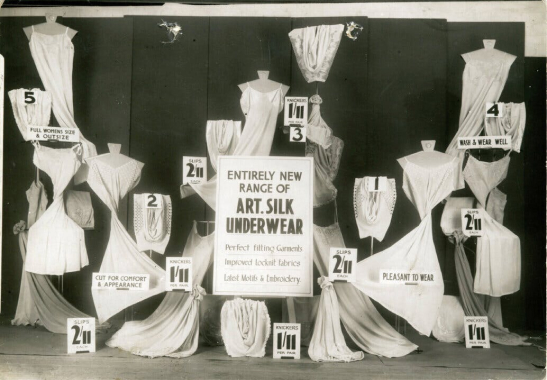 5
FULL WOMENS SIZE
& OUTSIZE
KNICKERS
1/11
3
4
WASH & WEAR WELL
SLIPS
2/11
EACH
ENTIRELY NEW
RANGE OF
ART. SILK
UNDERWEAR
Perfect Fitting Garments
Improved Locknit Fabrics
Latest Motifs & Embroidery.
2
1
SLIPS
2/11
CUT FOR COMFORT
& APPEARANCE
KNICKERS
1/11
PER PAIR
SLIPS
2/11
EACH
PLEASANT TO WEAR
SLIPS
2/11
KNICKERS
1/11
PER PAIR
KNICKERS
1/11
PER PAIR